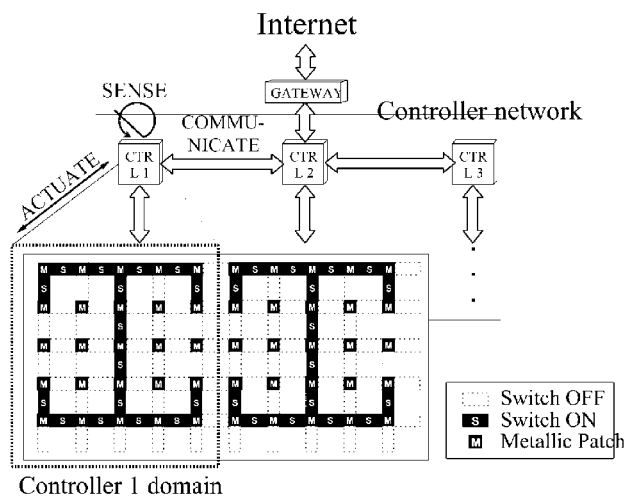 Internet
GATEWAY
SENSE
Controller network
COMMU-
NICATE
CTR
L 1
CTR
L 2
CTR
L 3
ACTUATE
M S M S M S M S M M S M S M S M S M
S S S S S S
M M M M M M M M M M
S S
M M M M M M M M M M
S S
M M M M M M M M M M
S S S S S S
M S M S M S M S M M S M S M S M S M
Switch OFF
S Switch ON
M Metallic Patch
Controller 1 domain